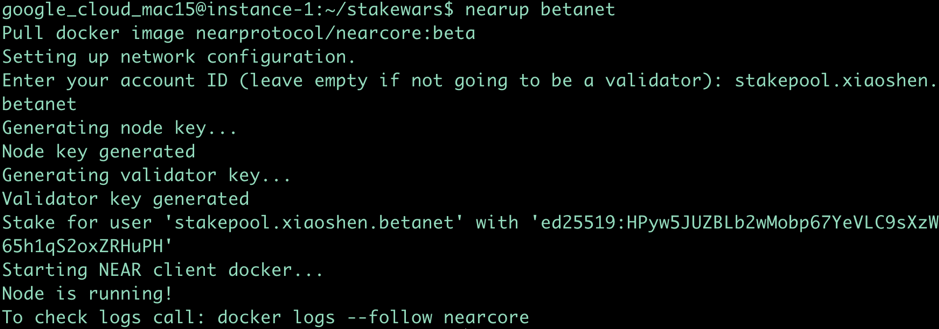 google_cloud_mac15@instance-1:~/stakewars$ nearup betanet
Pull docker image nearprotocol/nearcore:beta
Setting up network configuration.
Enter your account ID (leave empty if not going to be a validator): stakepool.xiaoshen.
betanet
Generating node key...
Node key generated
Generating validator key...
Validator key generated
Stake for user 'stakepool.xiaoshen.betanet' with 'ed25519:HPyw5JUZBLb2wMobp67YeVLC9sXzW
65h1qS2oxZRHuPH'
Starting NEAR client docker...
Node is running!
To check logs call: docker logs --follow nearcore